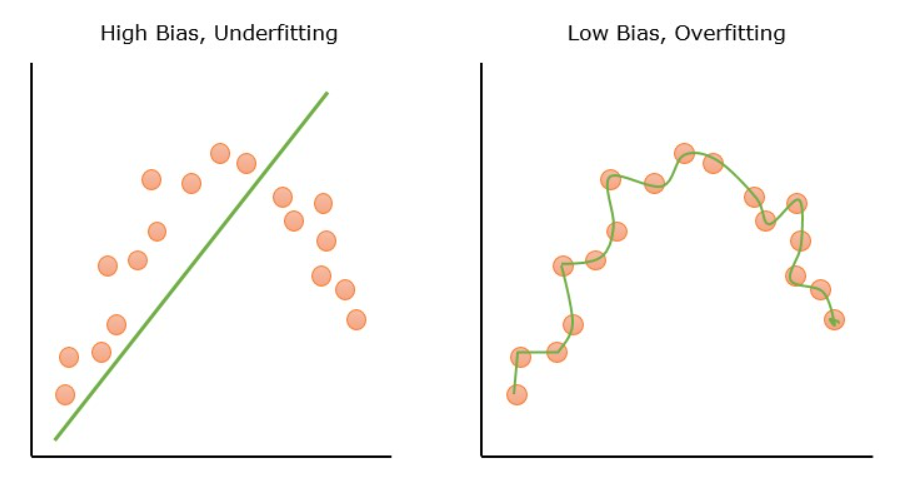 High Bias, Underfitting
Low Bias, Overfitting